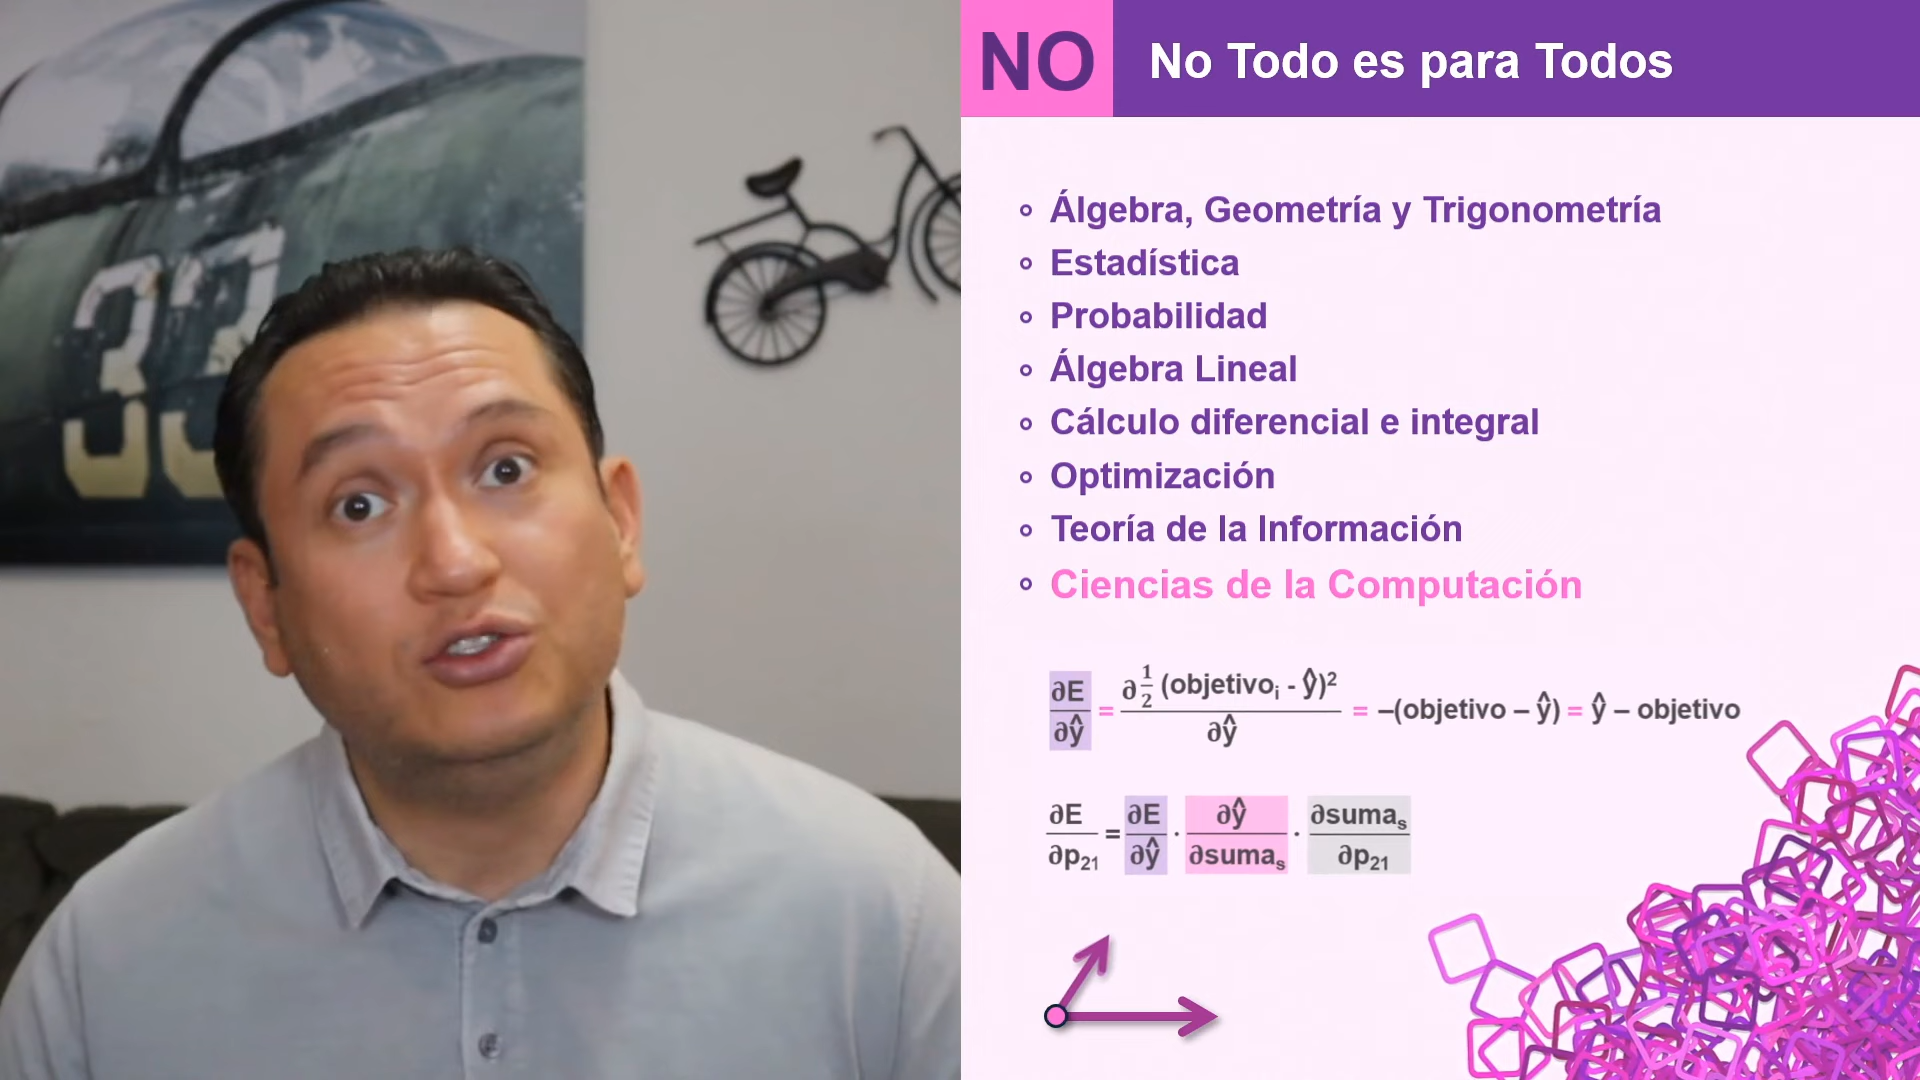 33
NO
No Todo es para Todos
Álgebra, Geometría y Trigonometría
Estadística
Probabilidad
Álgebra Lineal
Cálculo diferencial e integral
Optimización
Teoría de la Información
Ciencias de la Computación
∂E/∂ŷ = ∂ 1/2 (objetivoᵢ - ŷ)²/∂ŷ = –(objetivo – ŷ) = ŷ – objetivo
∂E/∂p₂₁ = ∂E/∂ŷ · ∂ŷ/∂sumaₛ · ∂sumaₛ/∂p₂₁